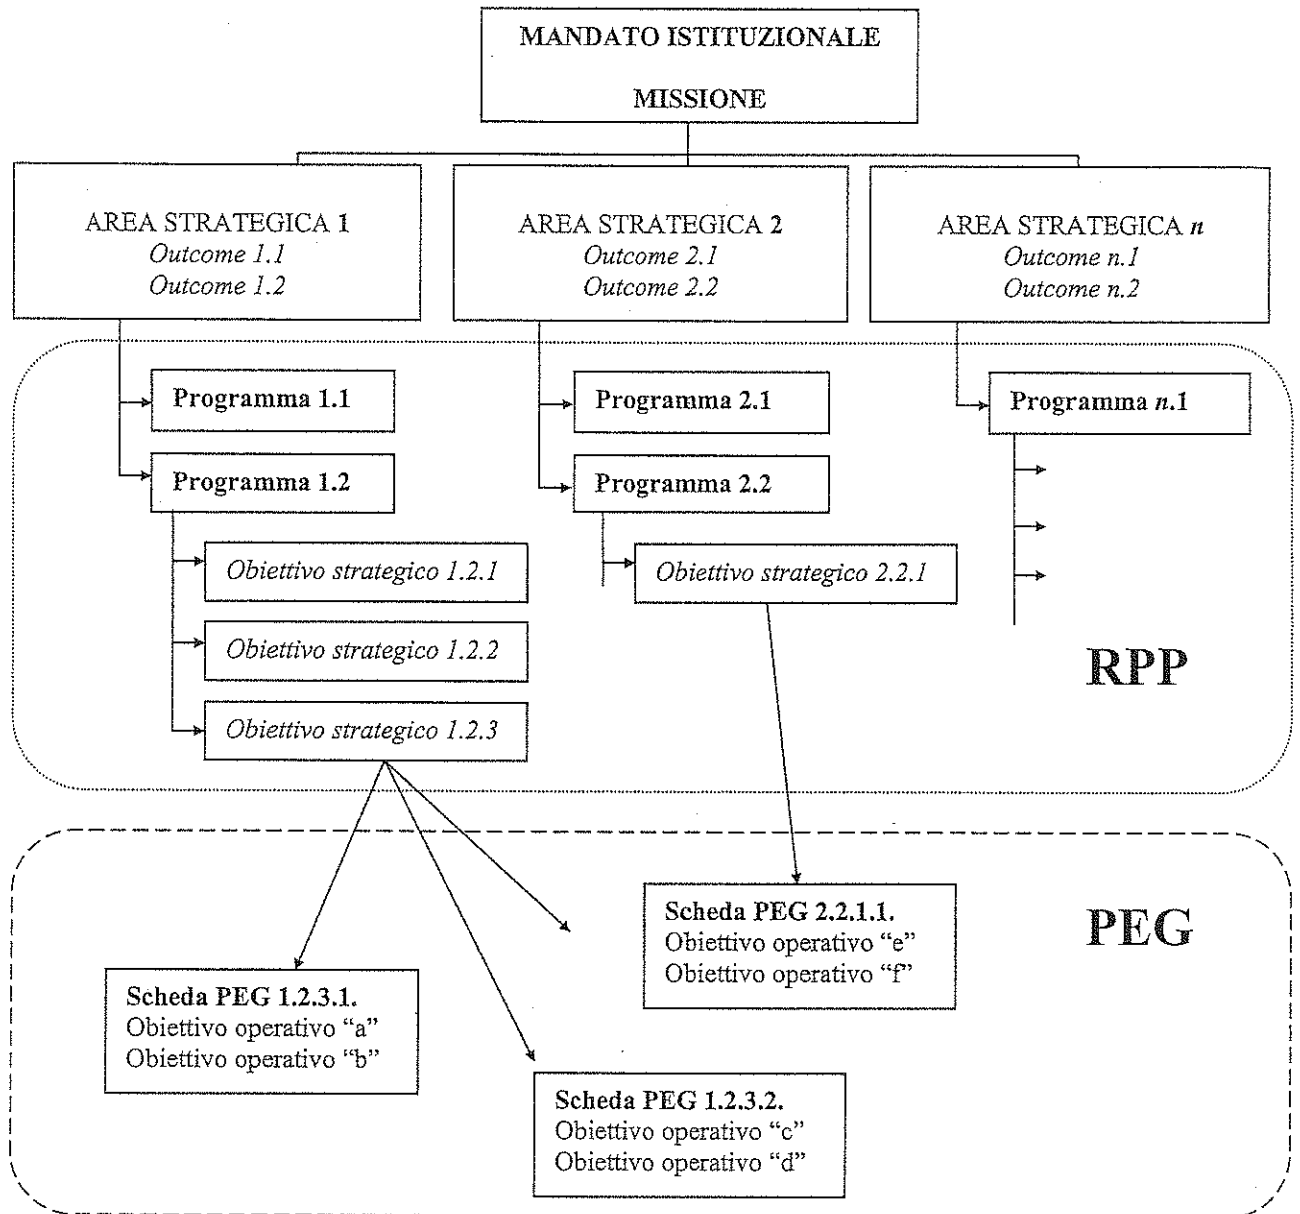 MANDATO ISTITUZIONALE
MISSIONE
AREA STRATEGICA 1
Outcome 1.1
Outcome 1.2
AREA STRATEGICA 2
Outcome 2.1
Outcome 2.2
AREA STRATEGICA n
Outcome n.1
Outcome n.2
Programma 1.1
Programma 1.2
Obiettivo strategico 1.2.1
Obiettivo strategico 1.2.2
Obiettivo strategico 1.2.3
Programma 2.1
Programma 2.2
Obiettivo strategico 2.2.1
Programma n.1
RPP
PEG
Scheda PEG 2.2.1.1.
Obiettivo operativo “e”
Obiettivo operativo “f”
Scheda PEG 1.2.3.1.
Obiettivo operativo “a”
Obiettivo operativo “b”
Scheda PEG 1.2.3.2.
Obiettivo operativo “c”
Obiettivo operativo “d”